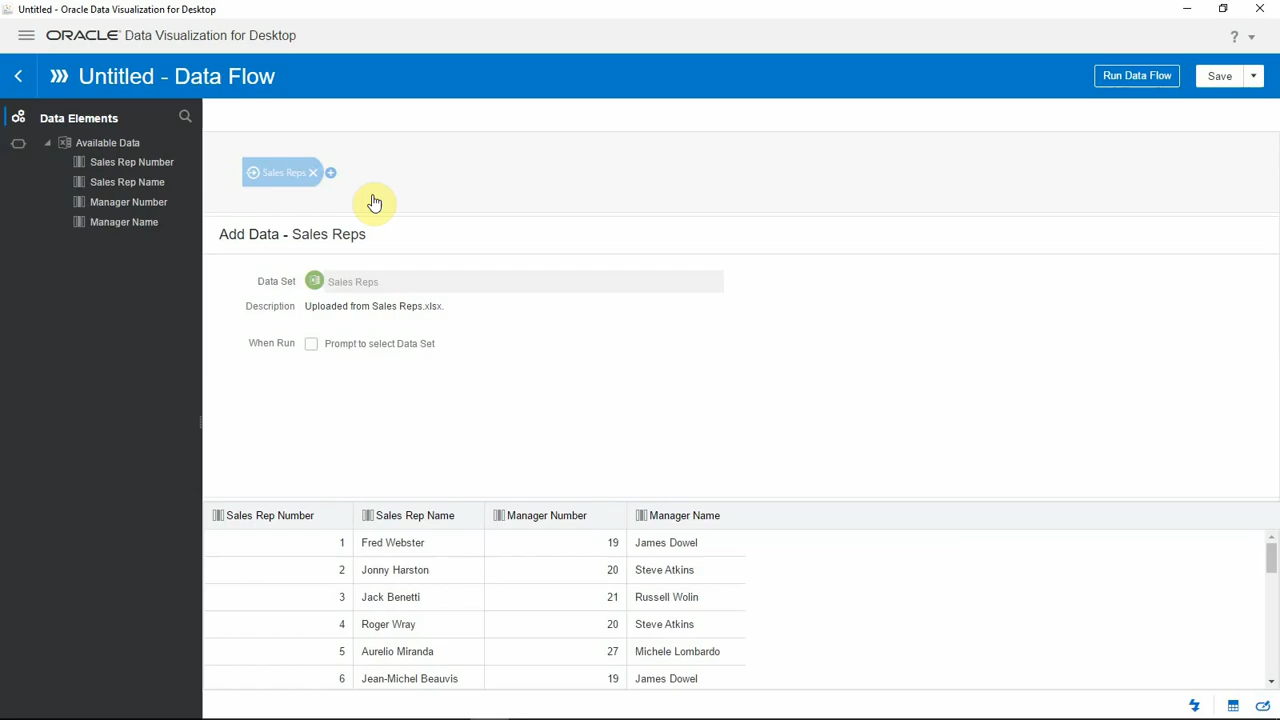 Untitled - Oracle Data Visualization for Desktop
ORACLE Data Visualization for Desktop
?
Untitled - Data Flow
Run Data Flow
Save
Data Elements
Available Data
Sales Rep Number
Sales Rep Name
Manager Number
Manager Name
Sales Reps
Add Data - Sales Reps
Data Set Sales Reps
Description Uploaded from Sales Reps.xlsx.
When Run Prompt to select Data Set
Sales Rep Number Sales Rep Name Manager Number Manager Name
1 Fred Webster 19 James Dowel
2 Jonny Harston 20 Steve Atkins
3 Jack Benetti 21 Russell Wolin
4 Roger Wray 20 Steve Atkins
5 Aurelio Miranda 27 Michele Lombardo
6 Jean-Michel Beauvis 19 James Dowel